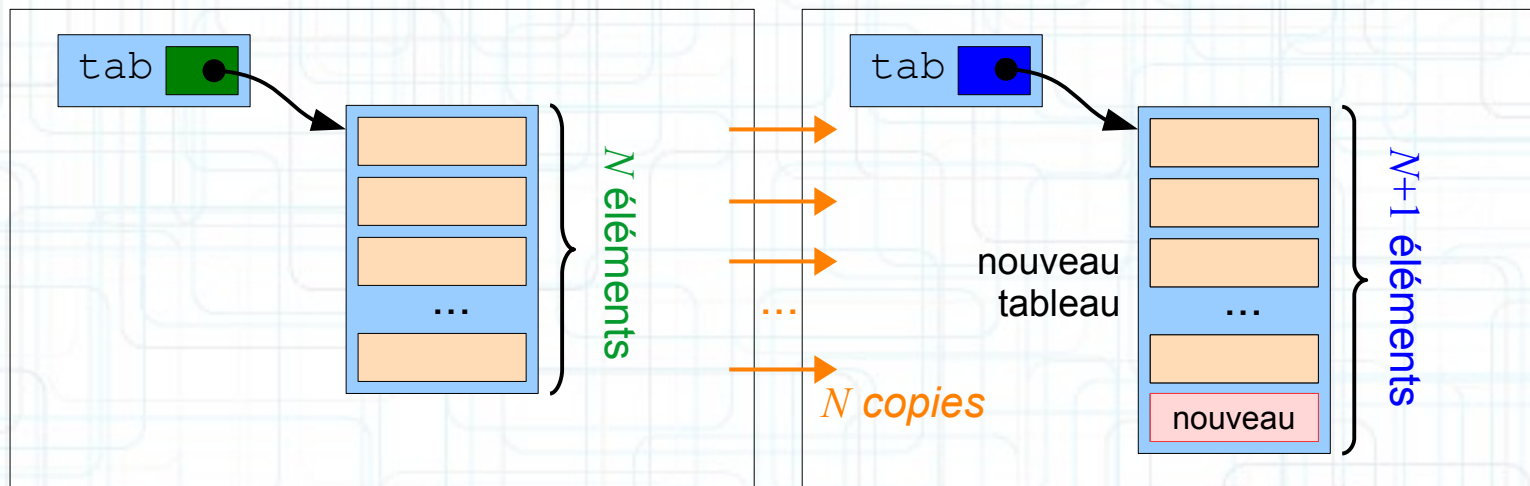 tab
...
N éléments
...
N copies
tab
nouveau
tableau
...
nouveau
N+1 éléments